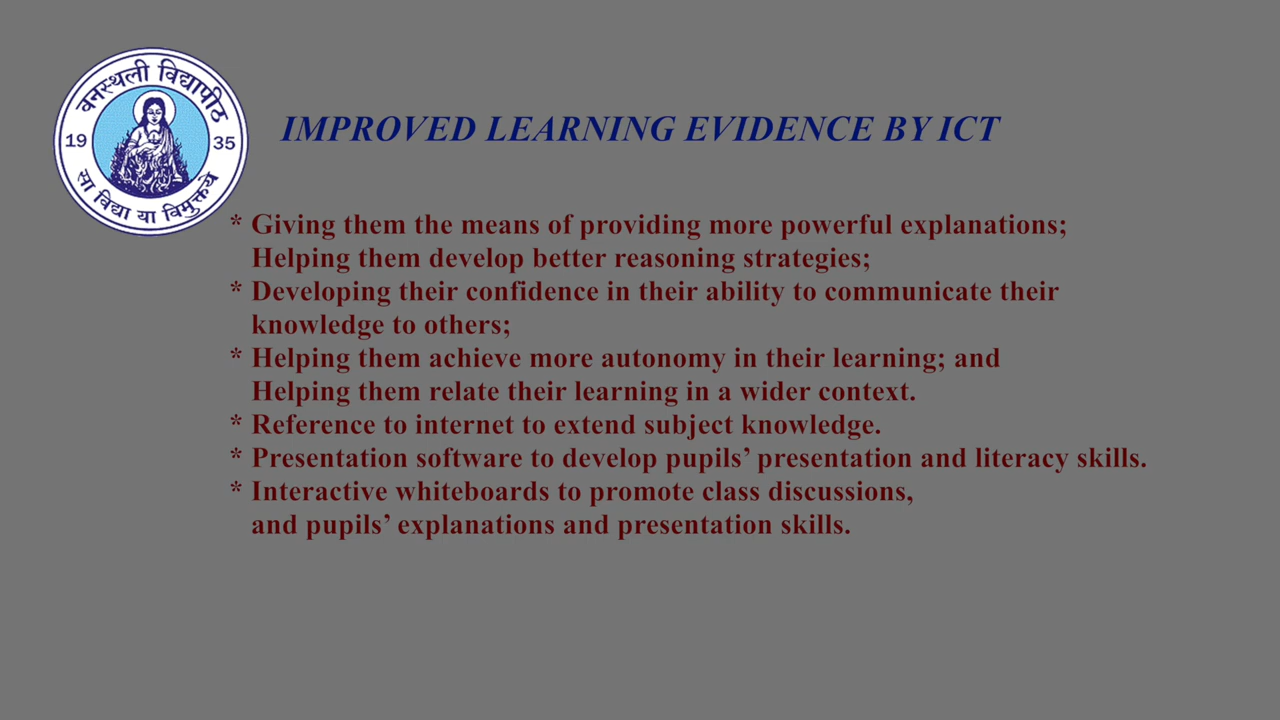 वनस्थली विद्यापीठ
19 35
सा विद्या या विमुक्तये
IMPROVED LEARNING EVIDENCE BY ICT
* Giving them the means of providing more powerful explanations;
Helping them develop better reasoning strategies;
* Developing their confidence in their ability to communicate their
knowledge to others;
* Helping them achieve more autonomy in their learning; and
Helping them relate their learning in a wider context.
* Reference to internet to extend subject knowledge.
* Presentation software to develop pupils’ presentation and literacy skills.
* Interactive whiteboards to promote class discussions,
and pupils’ explanations and presentation skills.